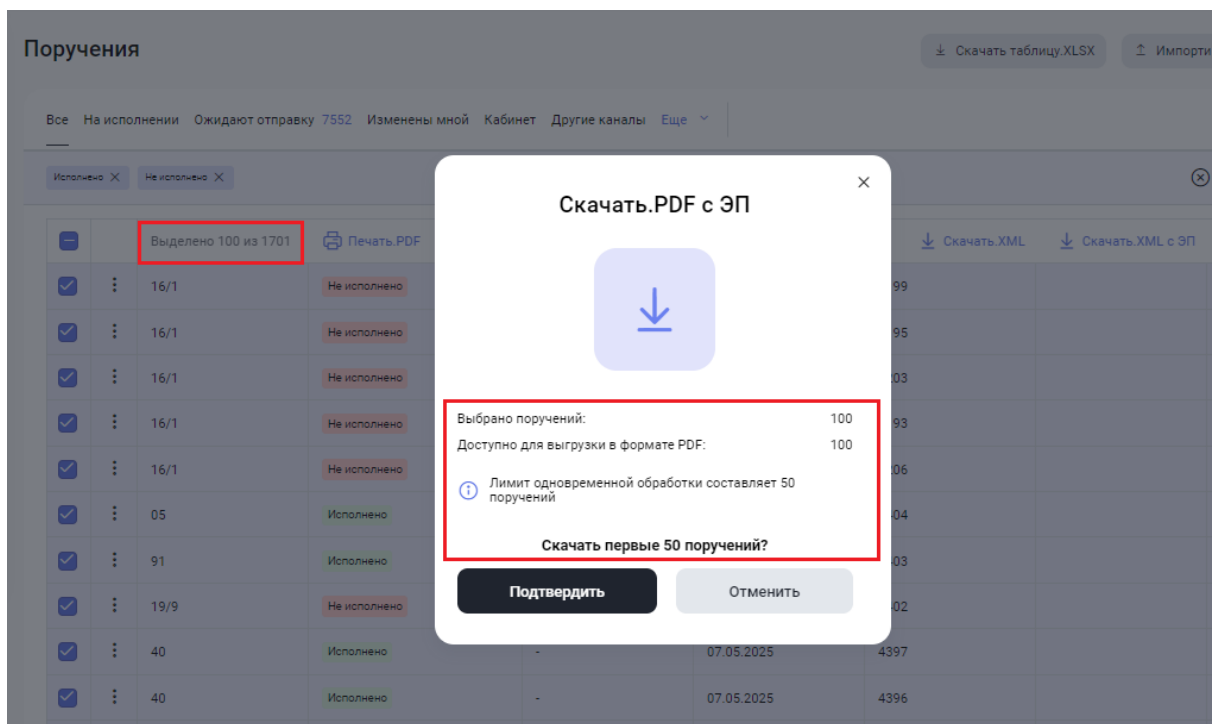 Поручения
Скачать таблицу.XLSX
Импорти
Все На исполнении Ожидают отправку 7552 Изменены мной Кабинет Другие каналы Еще
Исполнено
Не исполнено
Скачать.PDF с ЭП
Выделено 100 из 1701 Печать.PDF Скачать.XML Скачать.XML с ЭП
16/1 Не исполнено 99
16/1 Не исполнено 95
16/1 Не исполнено 03
16/1 Не исполнено 93
16/1 Не исполнено 06
05 Исполнено 04
91 Исполнено 03
19/9 Не исполнено 02
Выбрано поручений: 100
Доступно для выгрузки в формате PDF: 100
Лимит одновременной обработки составляет 50
поручений
Скачать первые 50 поручений?
Подтвердить Отменить
40 Исполнено - 07.05.2025 4397
40 Исполнено - 07.05.2025 4396